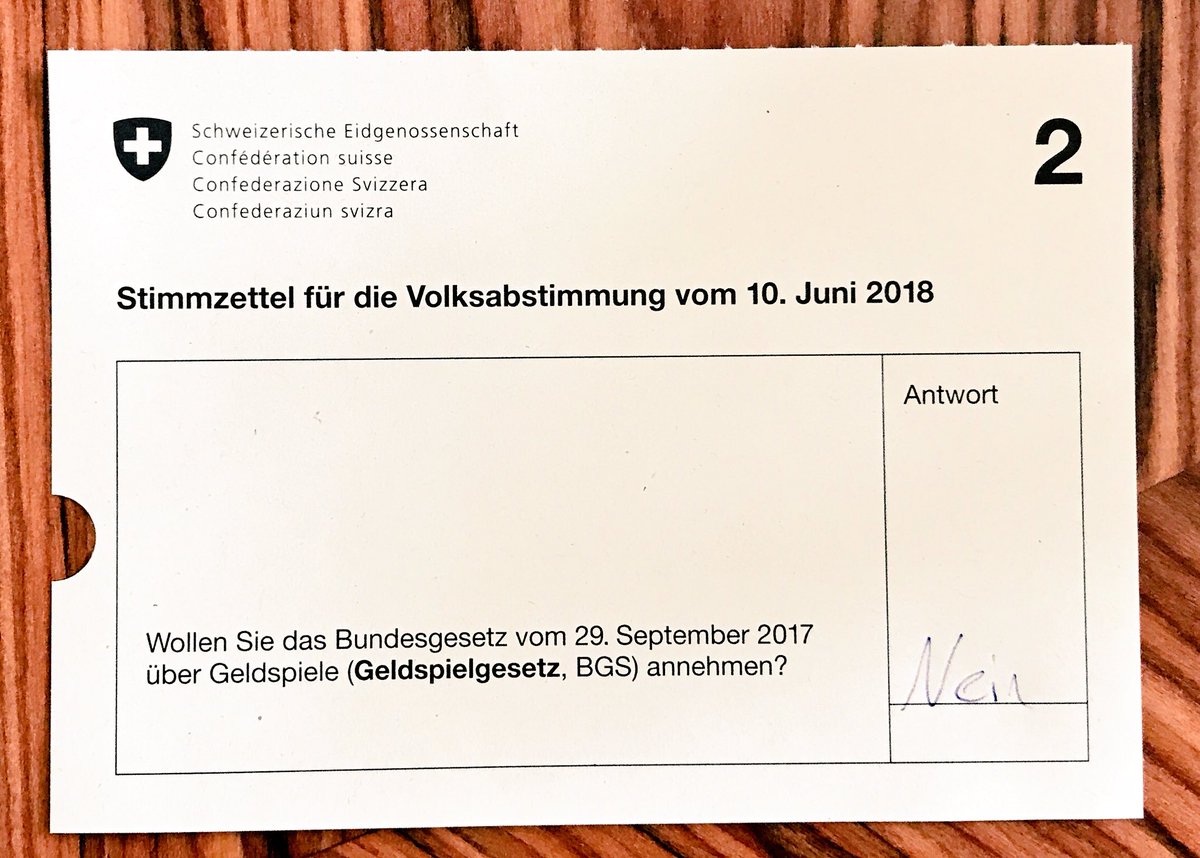 Schweizerische Eidgenossenschaft
Confédération suisse
Confederazione Svizzera
Confederaziun svizra
2
Stimmzettel für die Volksabstimmung vom 10. Juni 2018
Antwort
Wollen Sie das Bundesgesetz vom 29. September 2017
über Geldspiele (Geldspielgesetz, BGS) annehmen?
Nein